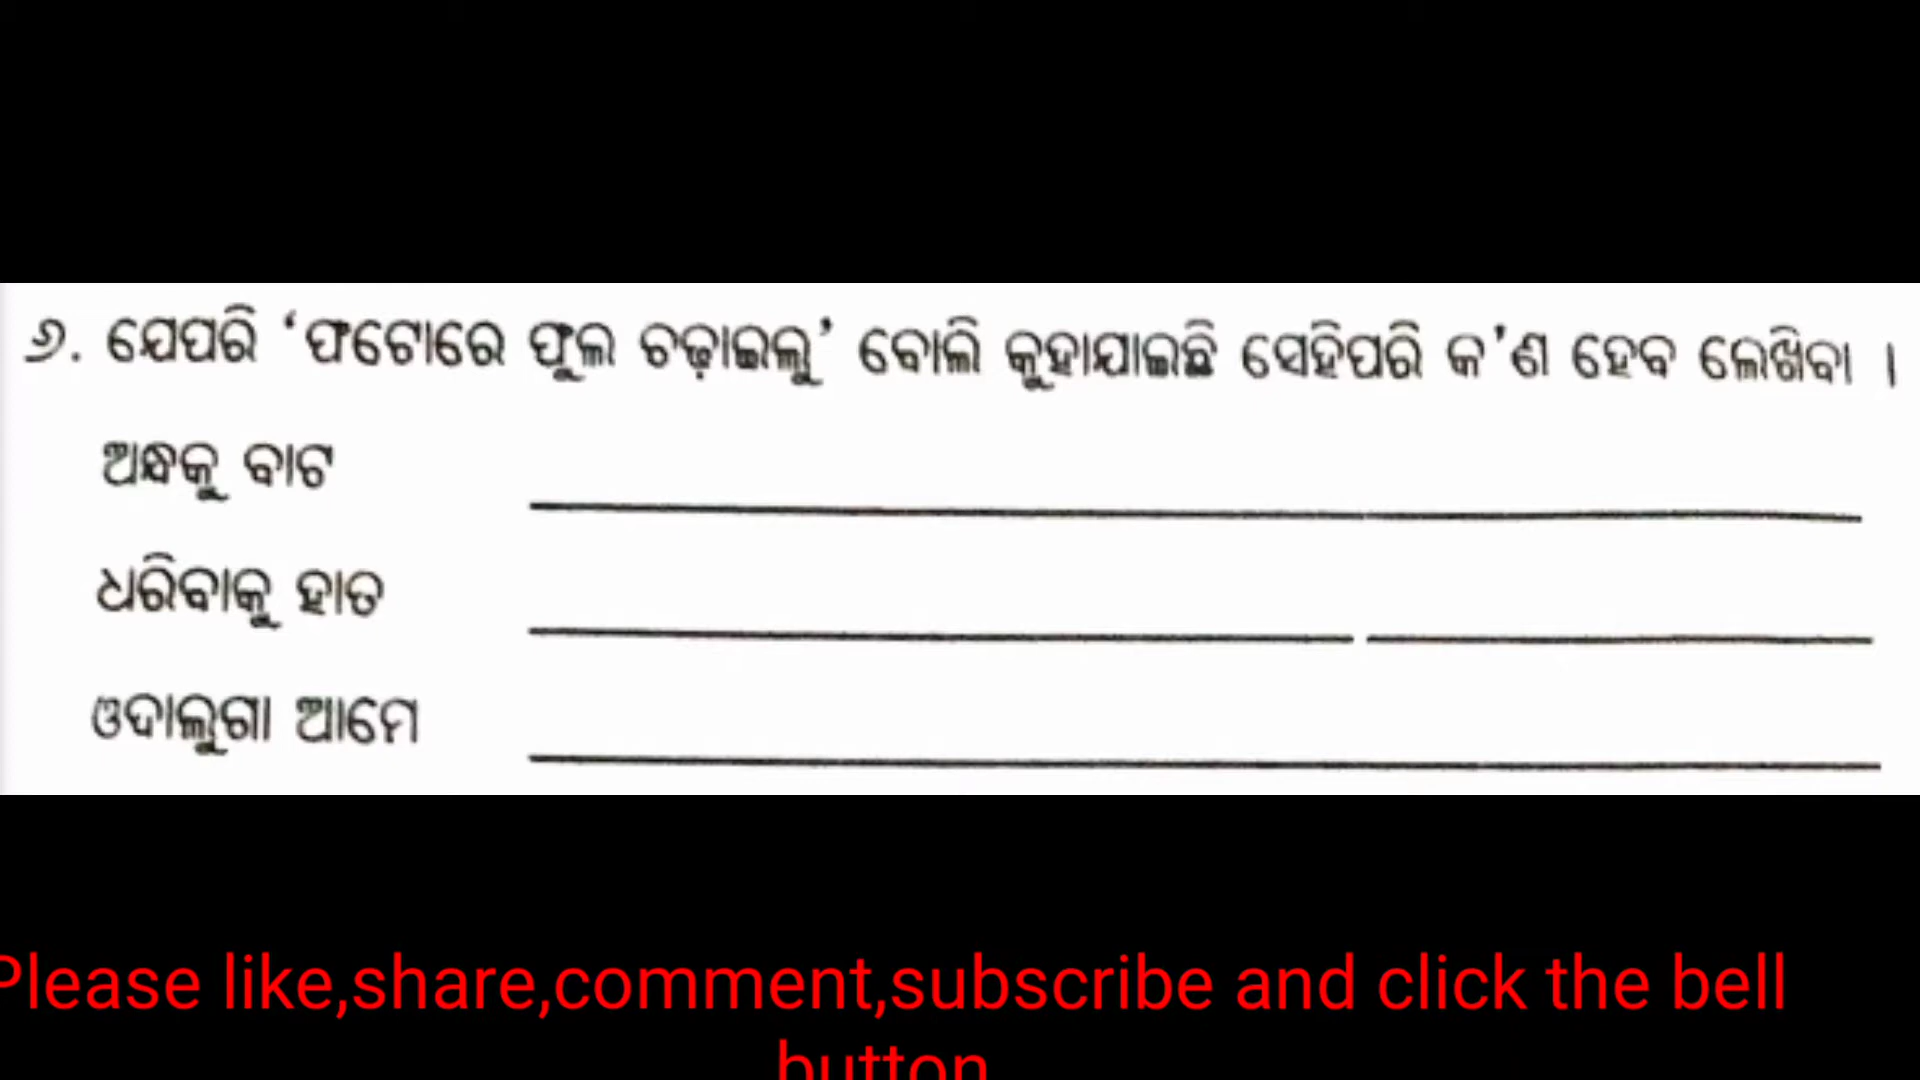 ୬. ଯେପରି ‘ଫଟୋରେ ଫୁଲ ଚଢ଼ାଇଲୁ’ ବୋଲି କୁହାଯାଇଛି ସେହିପରି କ’ଣ ହେବ ଲେଖିବା ।
ଅନ୍ଧକୁ ବାଟ
ଧରିବାକୁ ହାତ
ଓଦାଲୁଗା ଆମେ
Please like,share,comment,subscribe and click the bell
button